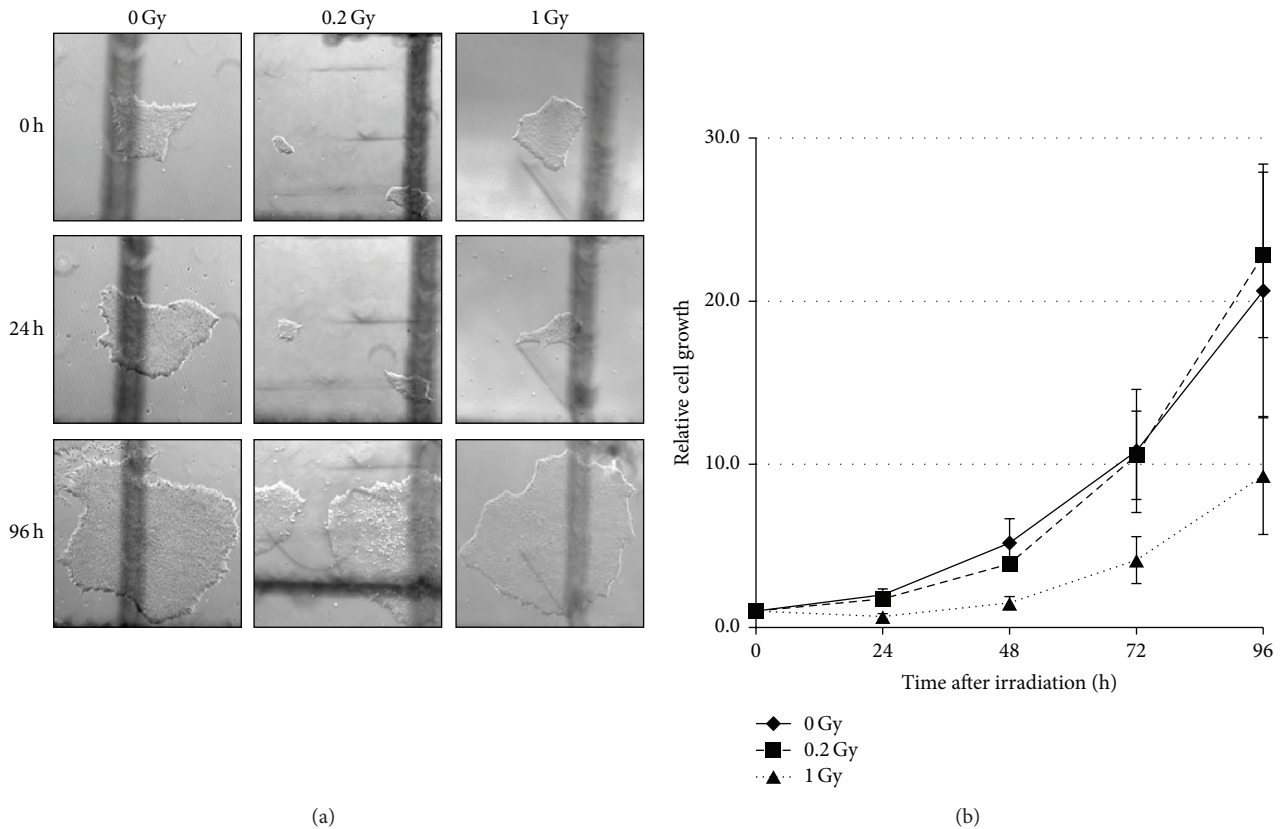 0 Gy
0.2 Gy
1 Gy
0 h
24 h
96 h
(a)
30.0
20.0
10.0
0.0
Relative cell growth
0
24
48
72
96
Time after irradiation (h)
0 Gy
0.2 Gy
1 Gy
(b)